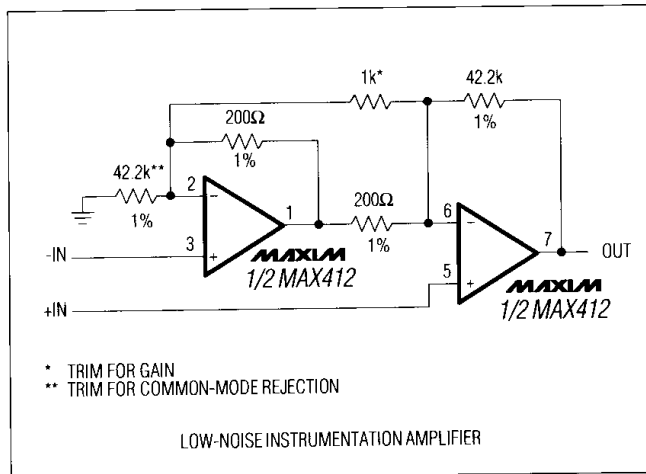 1k*
42.2k
1%
200Ω
1%
42.2k**
1%
2
-
1
3
+
200Ω
1%
6
-
7
5
+
-IN
+IN
OUT
MAXIM
1/2 MAX412
MAXIM
1/2 MAX412
* TRIM FOR GAIN
** TRIM FOR COMMON-MODE REJECTION
LOW-NOISE INSTRUMENTATION AMPLIFIER